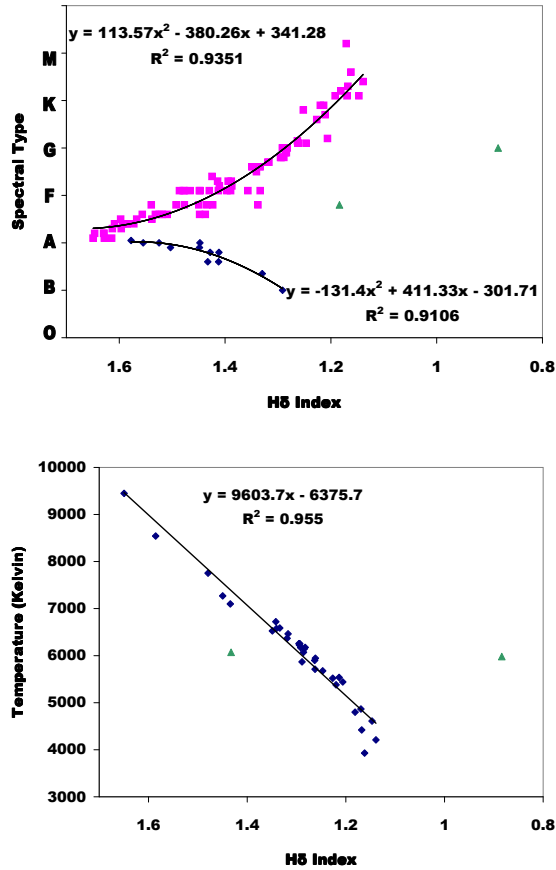 y = 113.57x² - 380.26x + 341.28
R² = 0.9351
M
K
G
F
A
B
O
Spectral Type
y = -131.4x² + 411.33x - 301.71
R² = 0.9106
1.6 1.4 1.2 1 0.8
Hδ Index
10000
9000
8000
7000
6000
5000
4000
3000
Temperature (Kelvin)
y = 9603.7x - 6375.7
R² = 0.955
1.6 1.4 1.2 1.0 0.8
Hδ Index